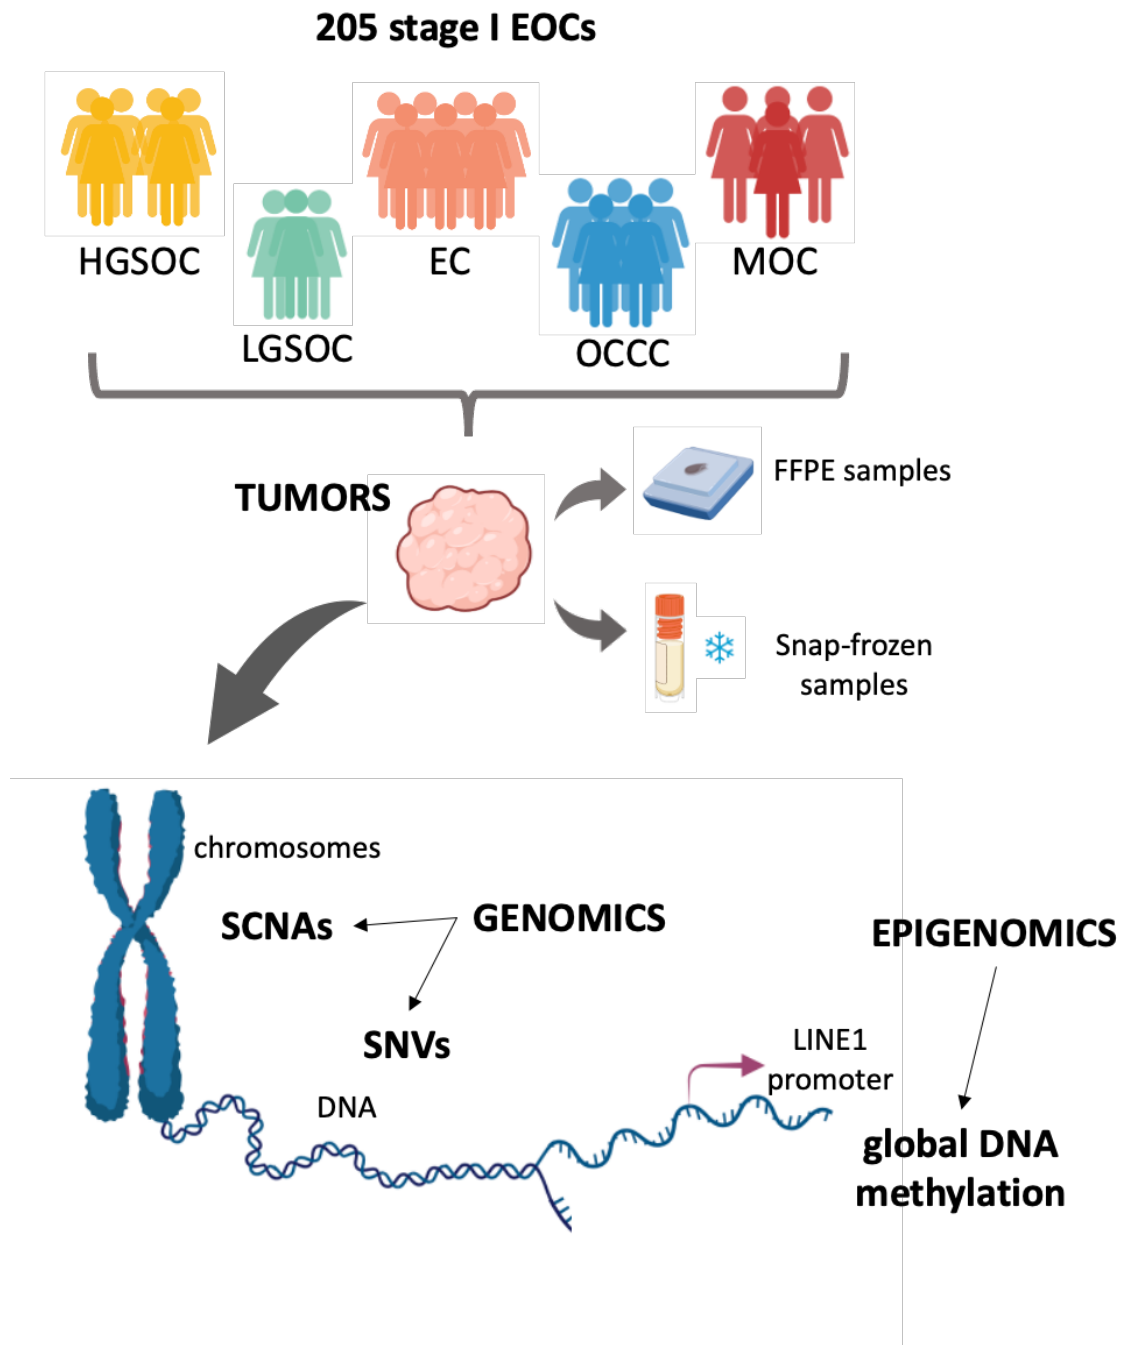 205 stage I EOCs
HGSOC
EC
MOC
LGSOC
OCCC
TUMORS
FFPE samples
Snap-frozen
samples
chromosomes
SCNAs
GENOMICS
EPIGENOMICS
SNVs
LINE1
promoter
DNA
global DNA
methylation